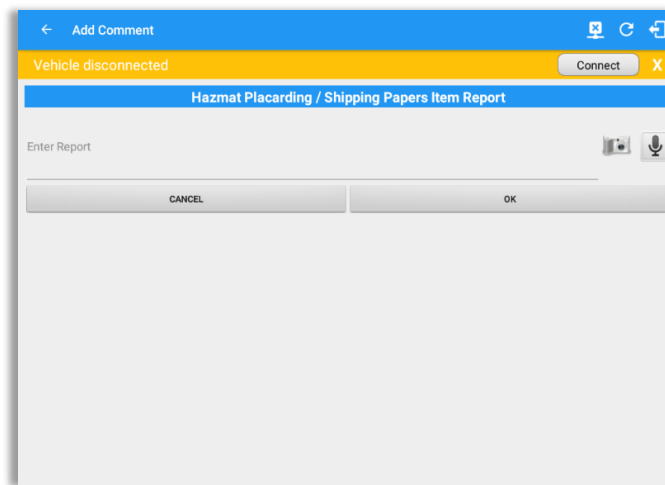 Add Comment
Vehicle disconnected
Connect
X
Hazmat Placarding / Shipping Papers Item Report
Enter Report
CANCEL
OK